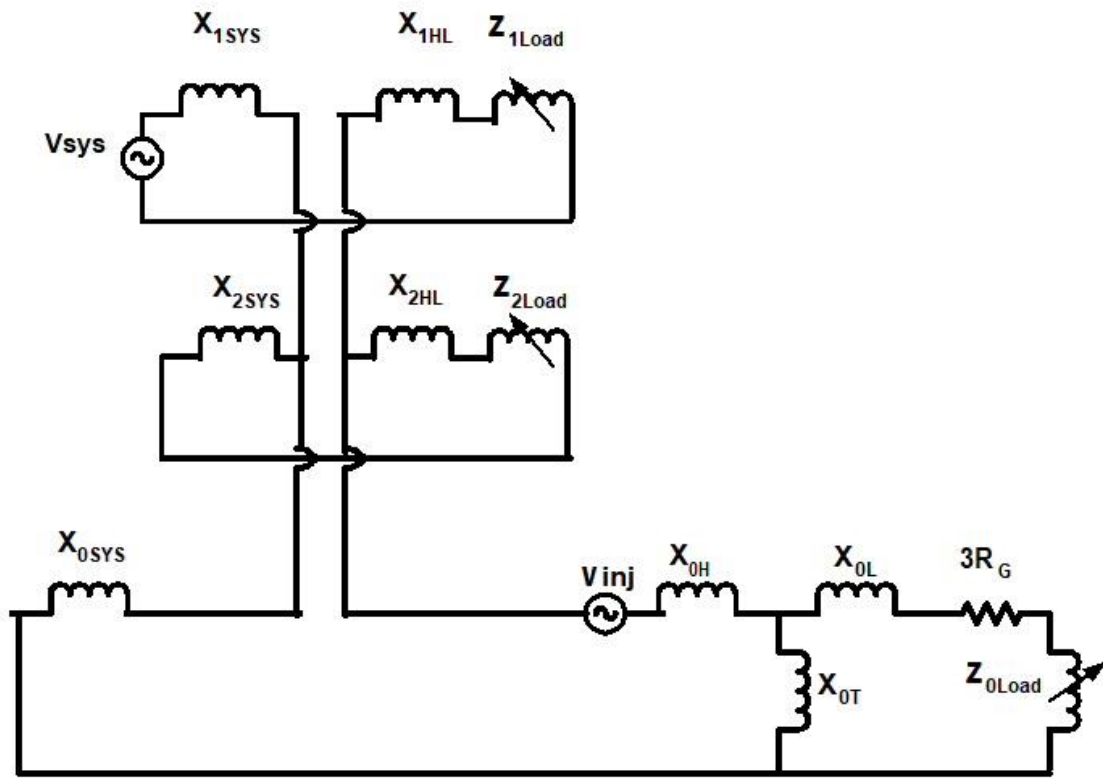 X1SYS
X1HL
Z1Load
Vsys
X2SYS
X2HL
Z2Load
X0SYS
Vinj
X0H
X0L
3RG
X0T
Z0Load